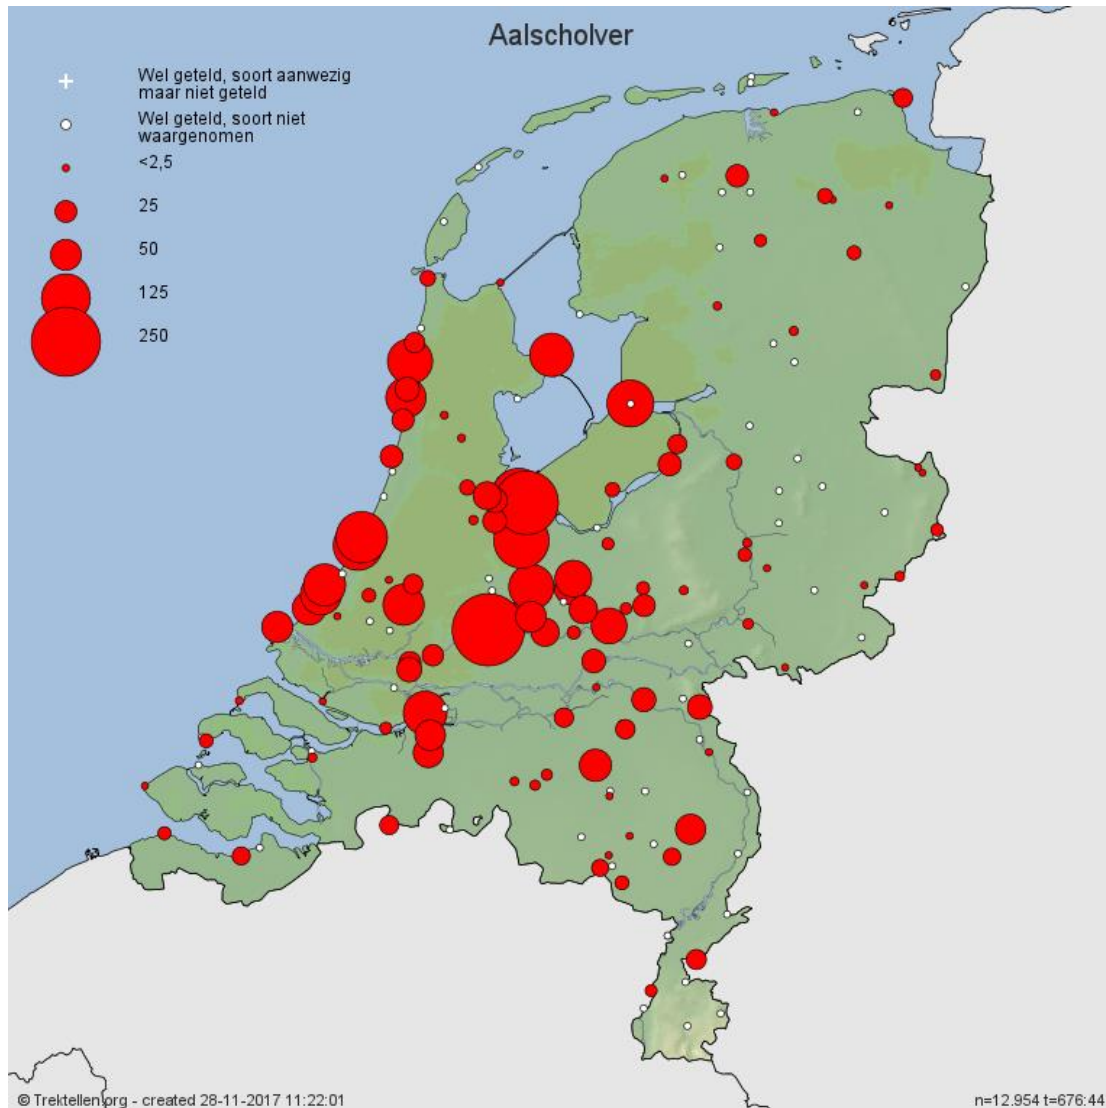 Aalscholver
Wel geteld, soort aanwezig
maar niet geteld
Wel geteld, soort niet
waargenomen
<2,5
25
50
125
250
© Trektellen.org - created 28-11-2017 11:22:01
n=12.954 t=676:44